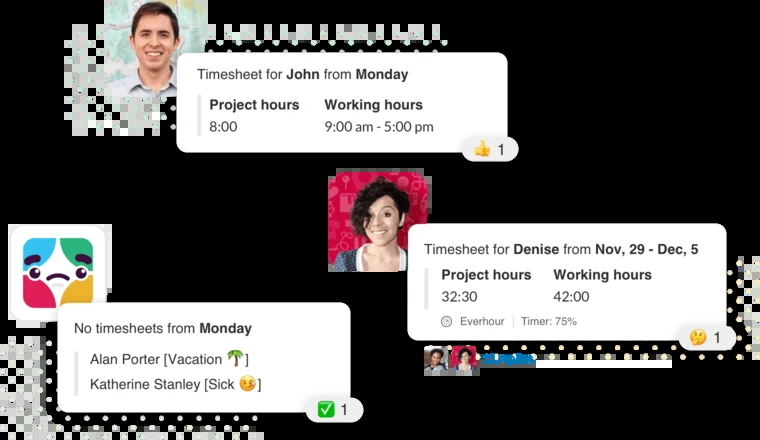 Timesheet for John from Monday
Project hours Working hours
8:00 9:00 am - 5:00 pm
👍 1
Timesheet for Denise from Nov, 29 - Dec, 5
Project hours Working hours
32:30 42:00
Everhour Timer: 75%
🤔 1
No timesheets from Monday
Alan Porter [Vacation 🌴]
Katherine Stanley [Sick 🤒]
✅ 1